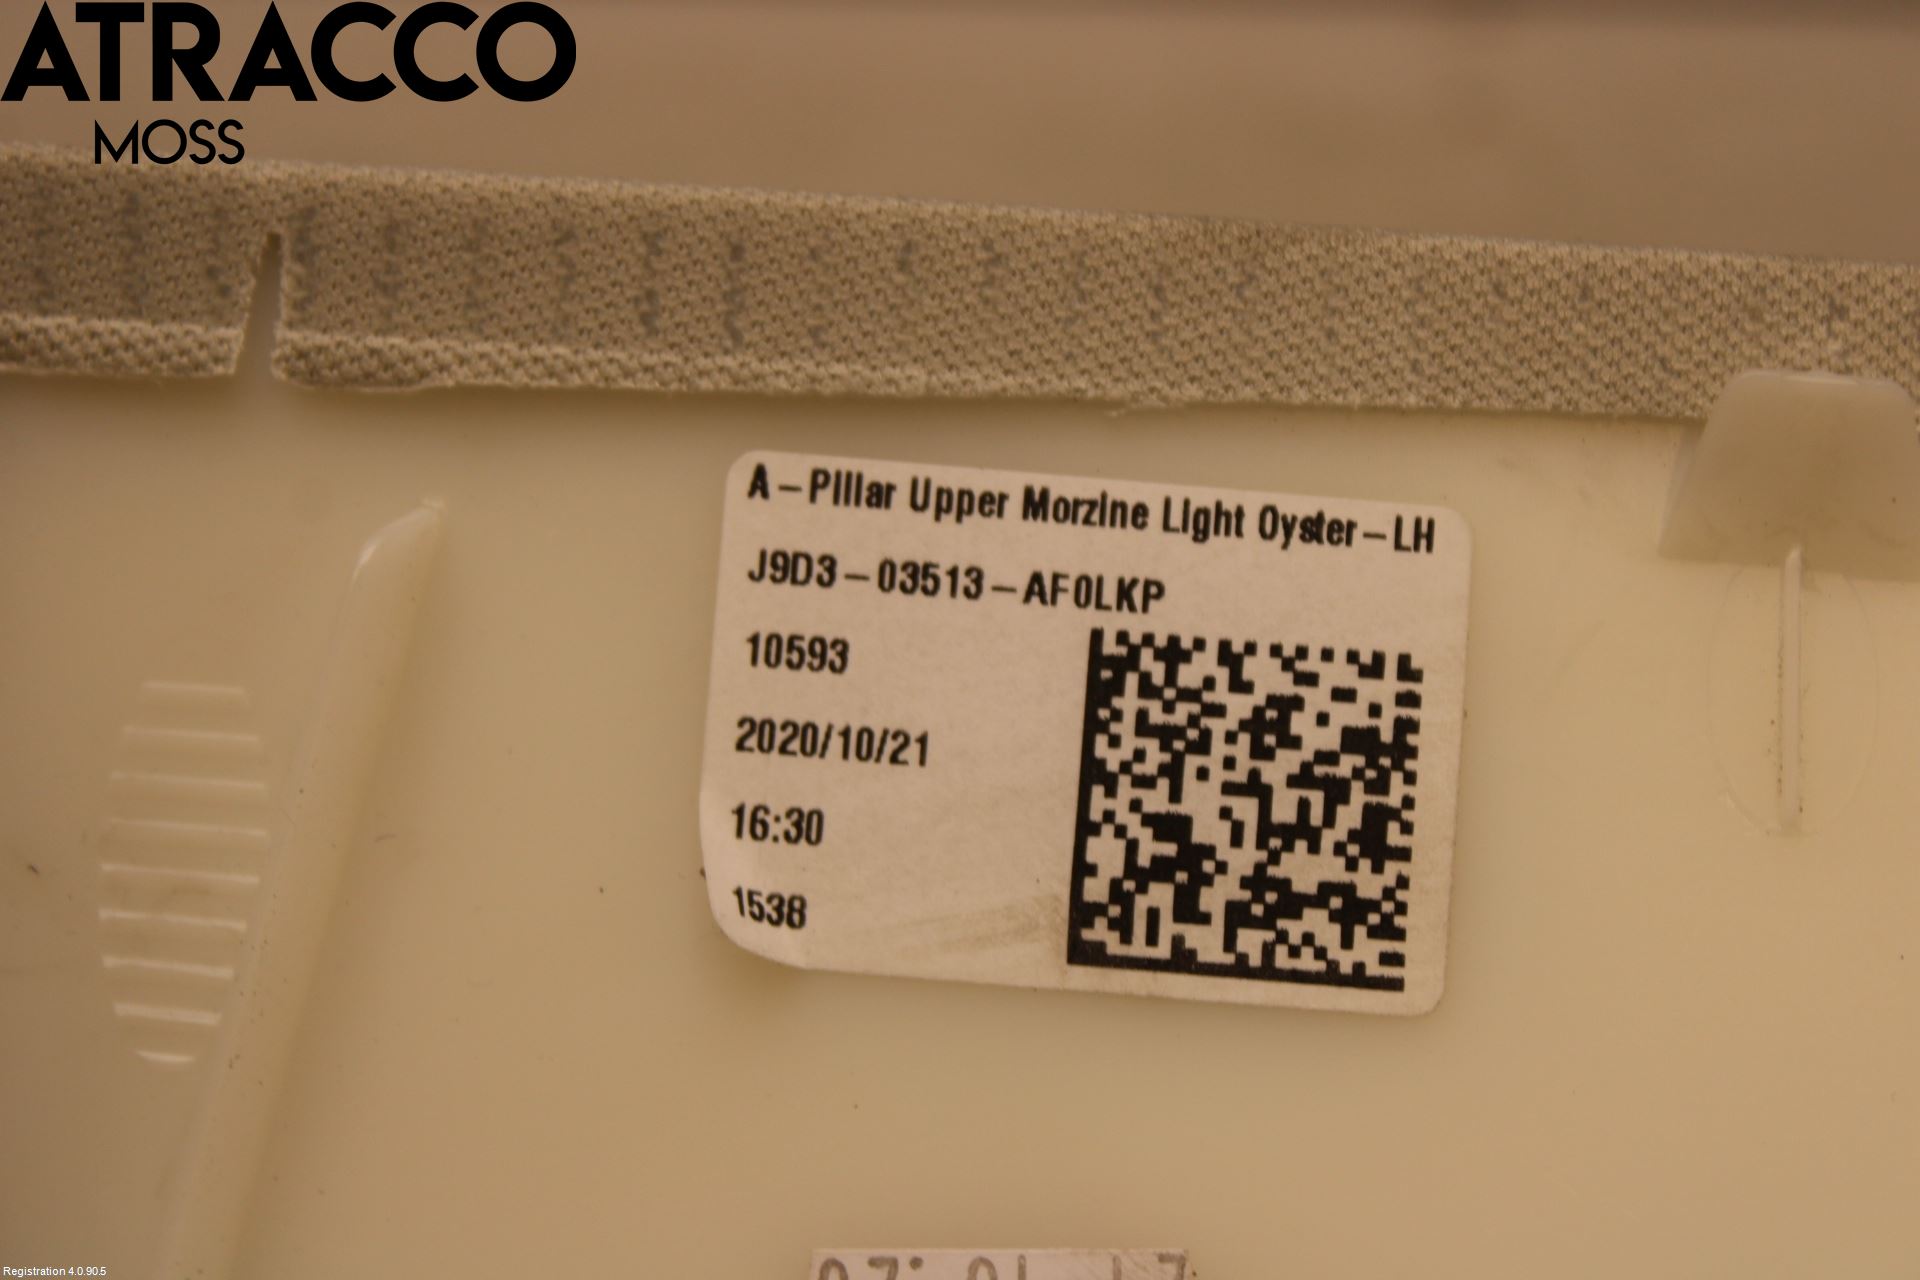 ATRACCO
MOSS
A-Pillar Upper Morzine Light Oyster-LH
J9D3-03513-AF0LKP
10593
2020/10/21
16:30
1538
Registration 4.0.90.5